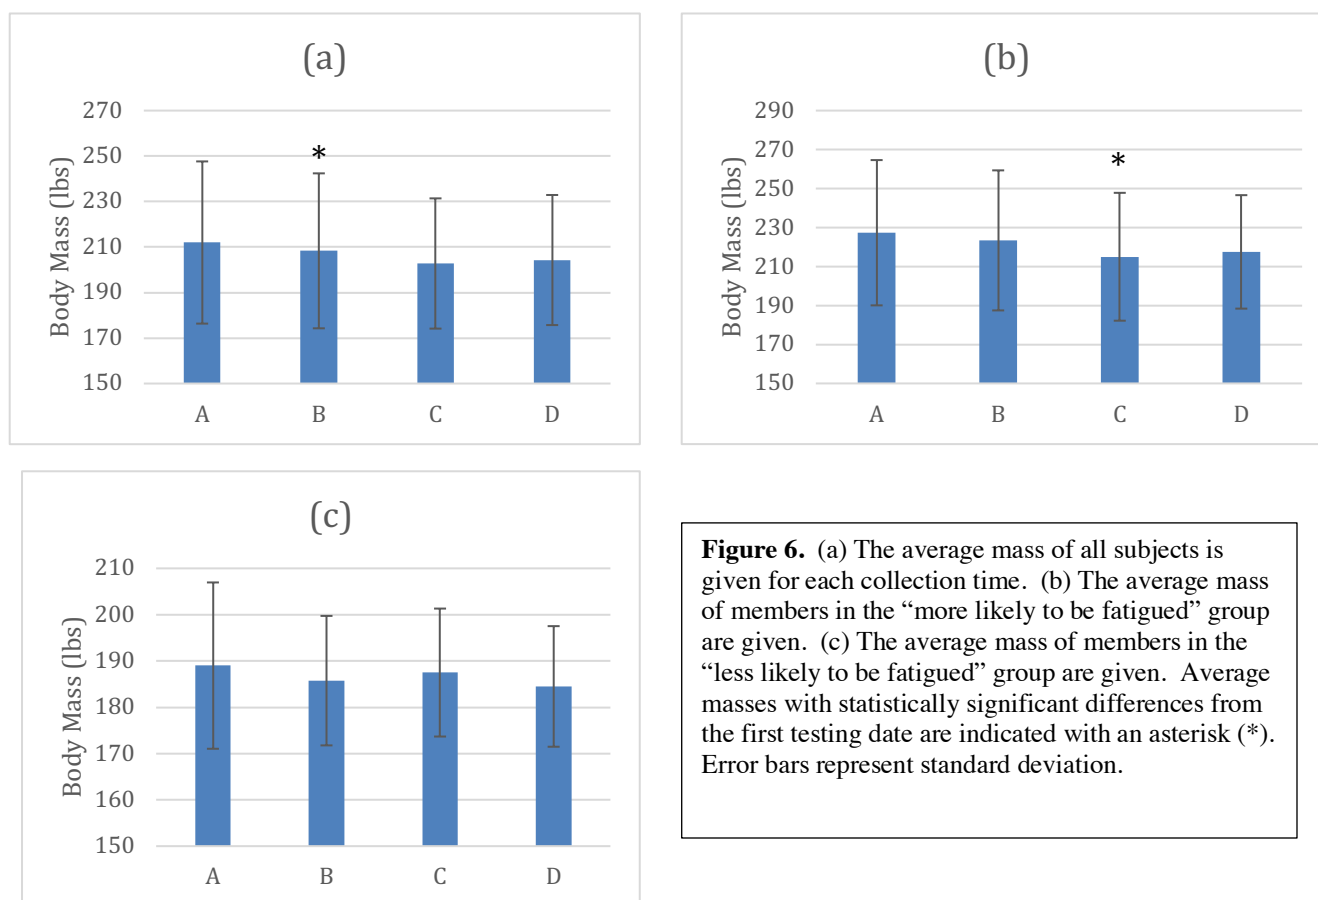 (a)
270
250
230
210
190
170
150
Body Mass (lbs)
*
A B C D
(b)
290
270
250
230
210
190
170
150
Body Mass (lbs)
*
A B C D
(c)
210
200
190
180
170
160
150
Body Mass (lbs)
A B C D
Figure 6. (a) The average mass of all subjects is
given for each collection time. (b) The average mass
of members in the “more likely to be fatigued” group
are given. (c) The average mass of members in the
“less likely to be fatigued” group are given. Average
masses with statistically significant differences from
the first testing date are indicated with an asterisk (*).
Error bars represent standard deviation.